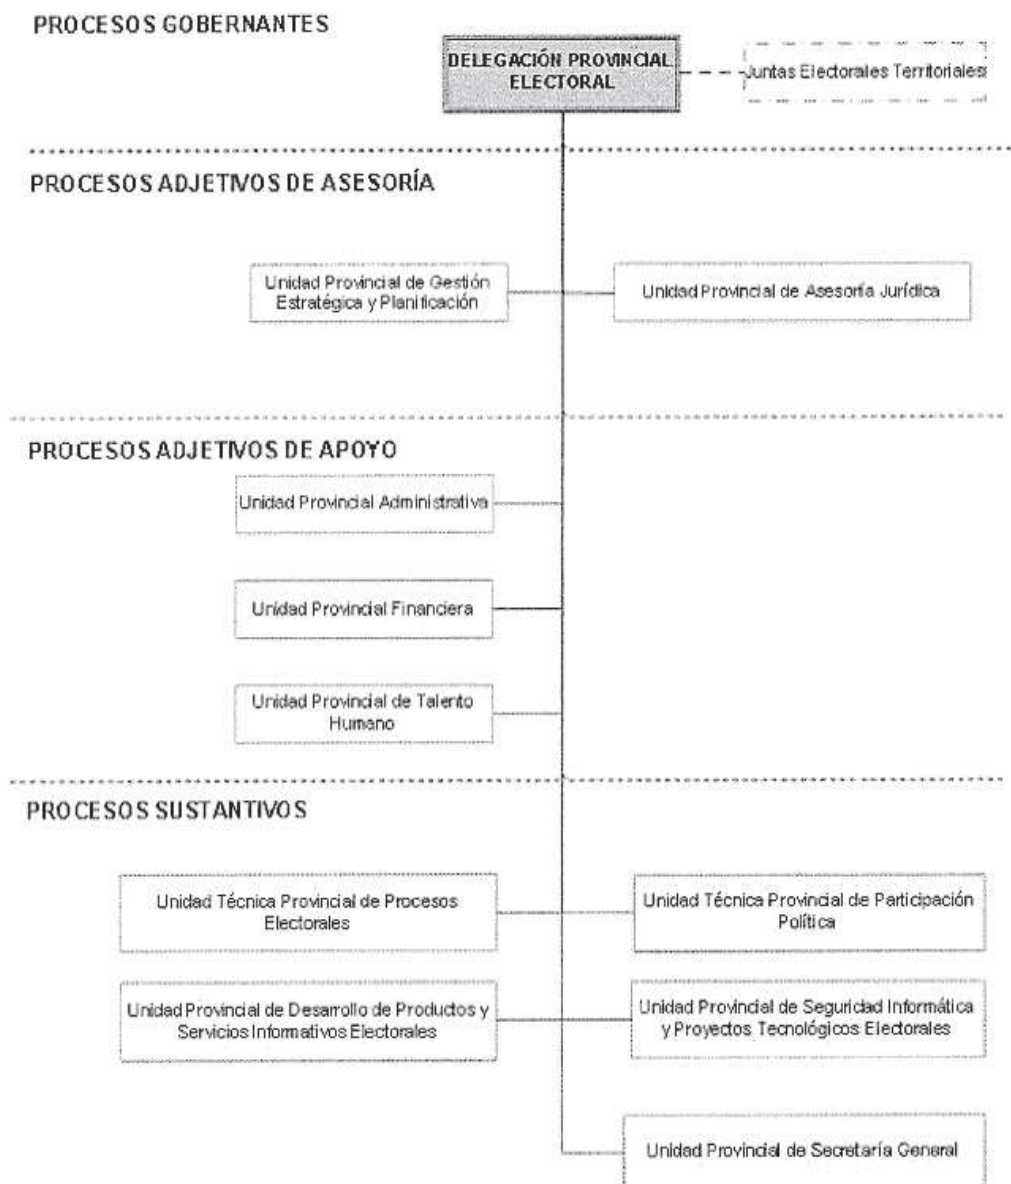 PROCESOS GOBERNANTES
DELEGACIÓN PROVINCIAL
ELECTORAL
Juntas Electorales Territoriales
PROCESOS ADJETIVOS DE ASESORÍA
Unidad Provincial de Gestión
Estratégica y Planificación
Unidad Provincial de Asesoría Jurídica
PROCESOS ADJETIVOS DE APOYO
Unidad Provincial Administrativa
Unidad Provincial Financiera
Unidad Provincial de Talento
Humano
PROCESOS SUSTANTIVOS
Unidad Técnica Provincial de Procesos
Electorales
Unidad Técnica Provincial de Participación
Política
Unidad Provincial de Desarrollo de Productos y
Servicios Informativos Electorales
Unidad Provincial de Seguridad Informática
y Proyectos Tecnológicos Electorales
Unidad Provincial de Secretaría General